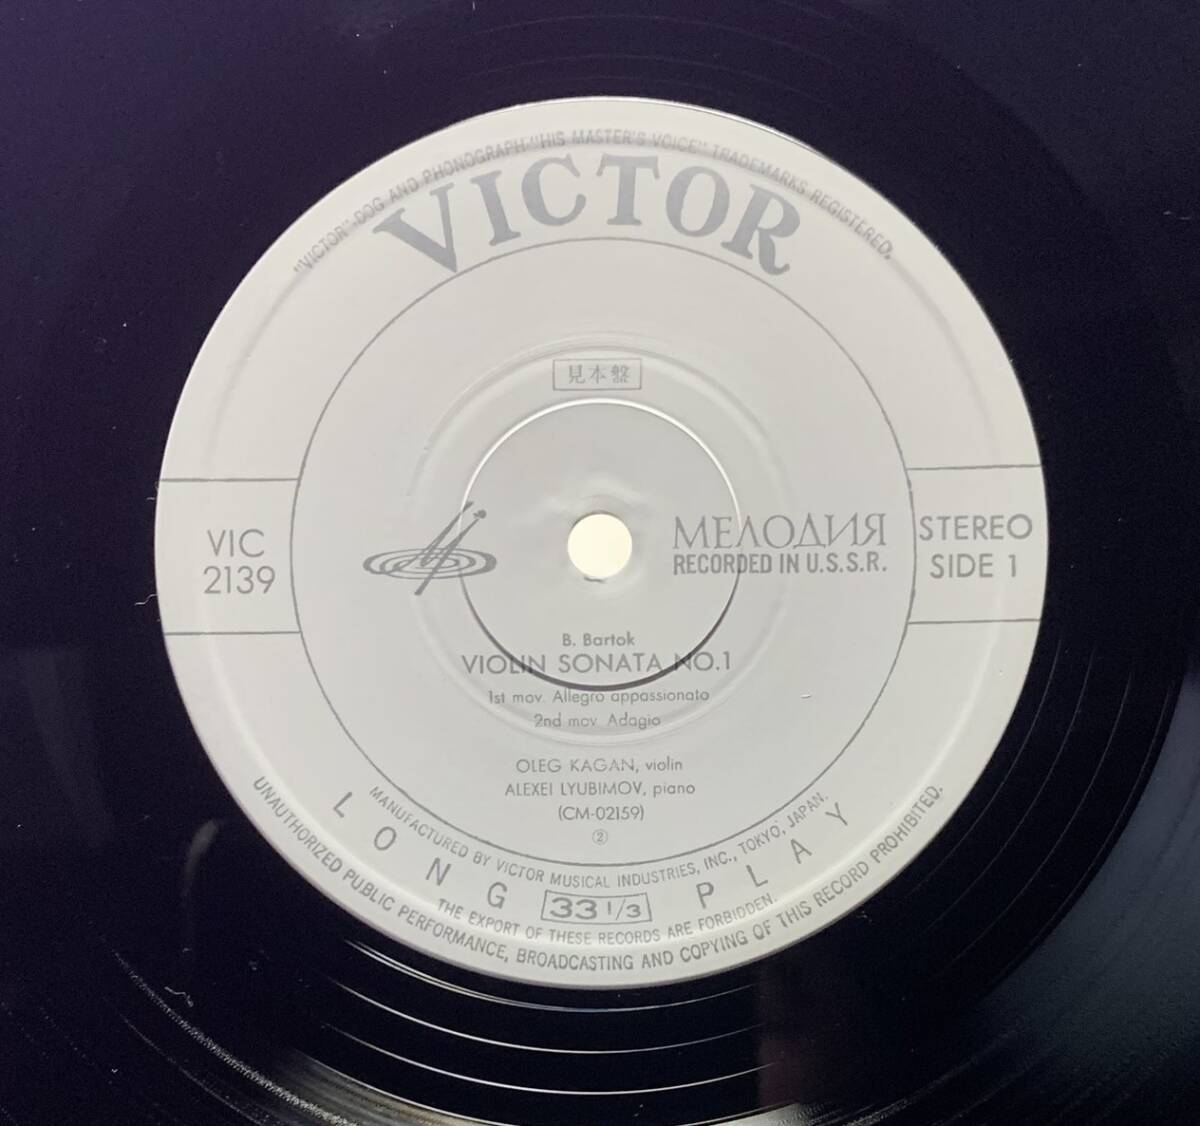 "VICTOR"-DOG AND PHONOGRAPH-"HIS MASTER'S VOICE" TRADEMARKS REGISTERED.
VICTOR
見本盤
VIC
2139
МЕЛОДИЯ
RECORDED IN U.S.S.R.
STEREO
SIDE 1
B. Bartok
VIOLIN SONATA NO.1
1st mov. Allegro appassionato
2nd mov. Adagio
OLEG KAGAN, violin
ALEXEI LYUBIMOV, piano
(CM-02159)
②
MANUFACTURED BY VICTOR MUSICAL INDUSTRIES, INC., TOKYO, JAPAN.
LONG 33 1/3 PLAY
THE EXPORT OF THESE RECORDS ARE FORBIDDEN.
UNAUTHORIZED PUBLIC PERFORMANCE, BROADCASTING AND COPYING OF THIS RECORD PROHIBITED.